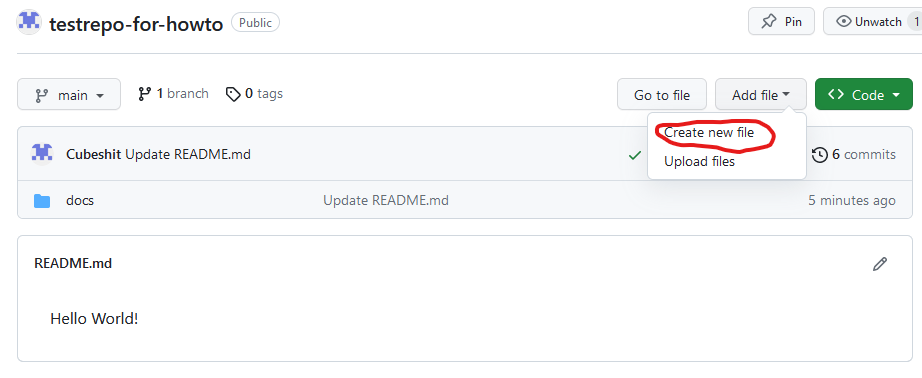 testrepo-for-howto Public Pin Unwatch 1
main 1 branch 0 tags Go to file Add file Code
Create new file
Cubeshit Update README.md 6 commits
Upload files
docs Update README.md 5 minutes ago
README.md
Hello World!